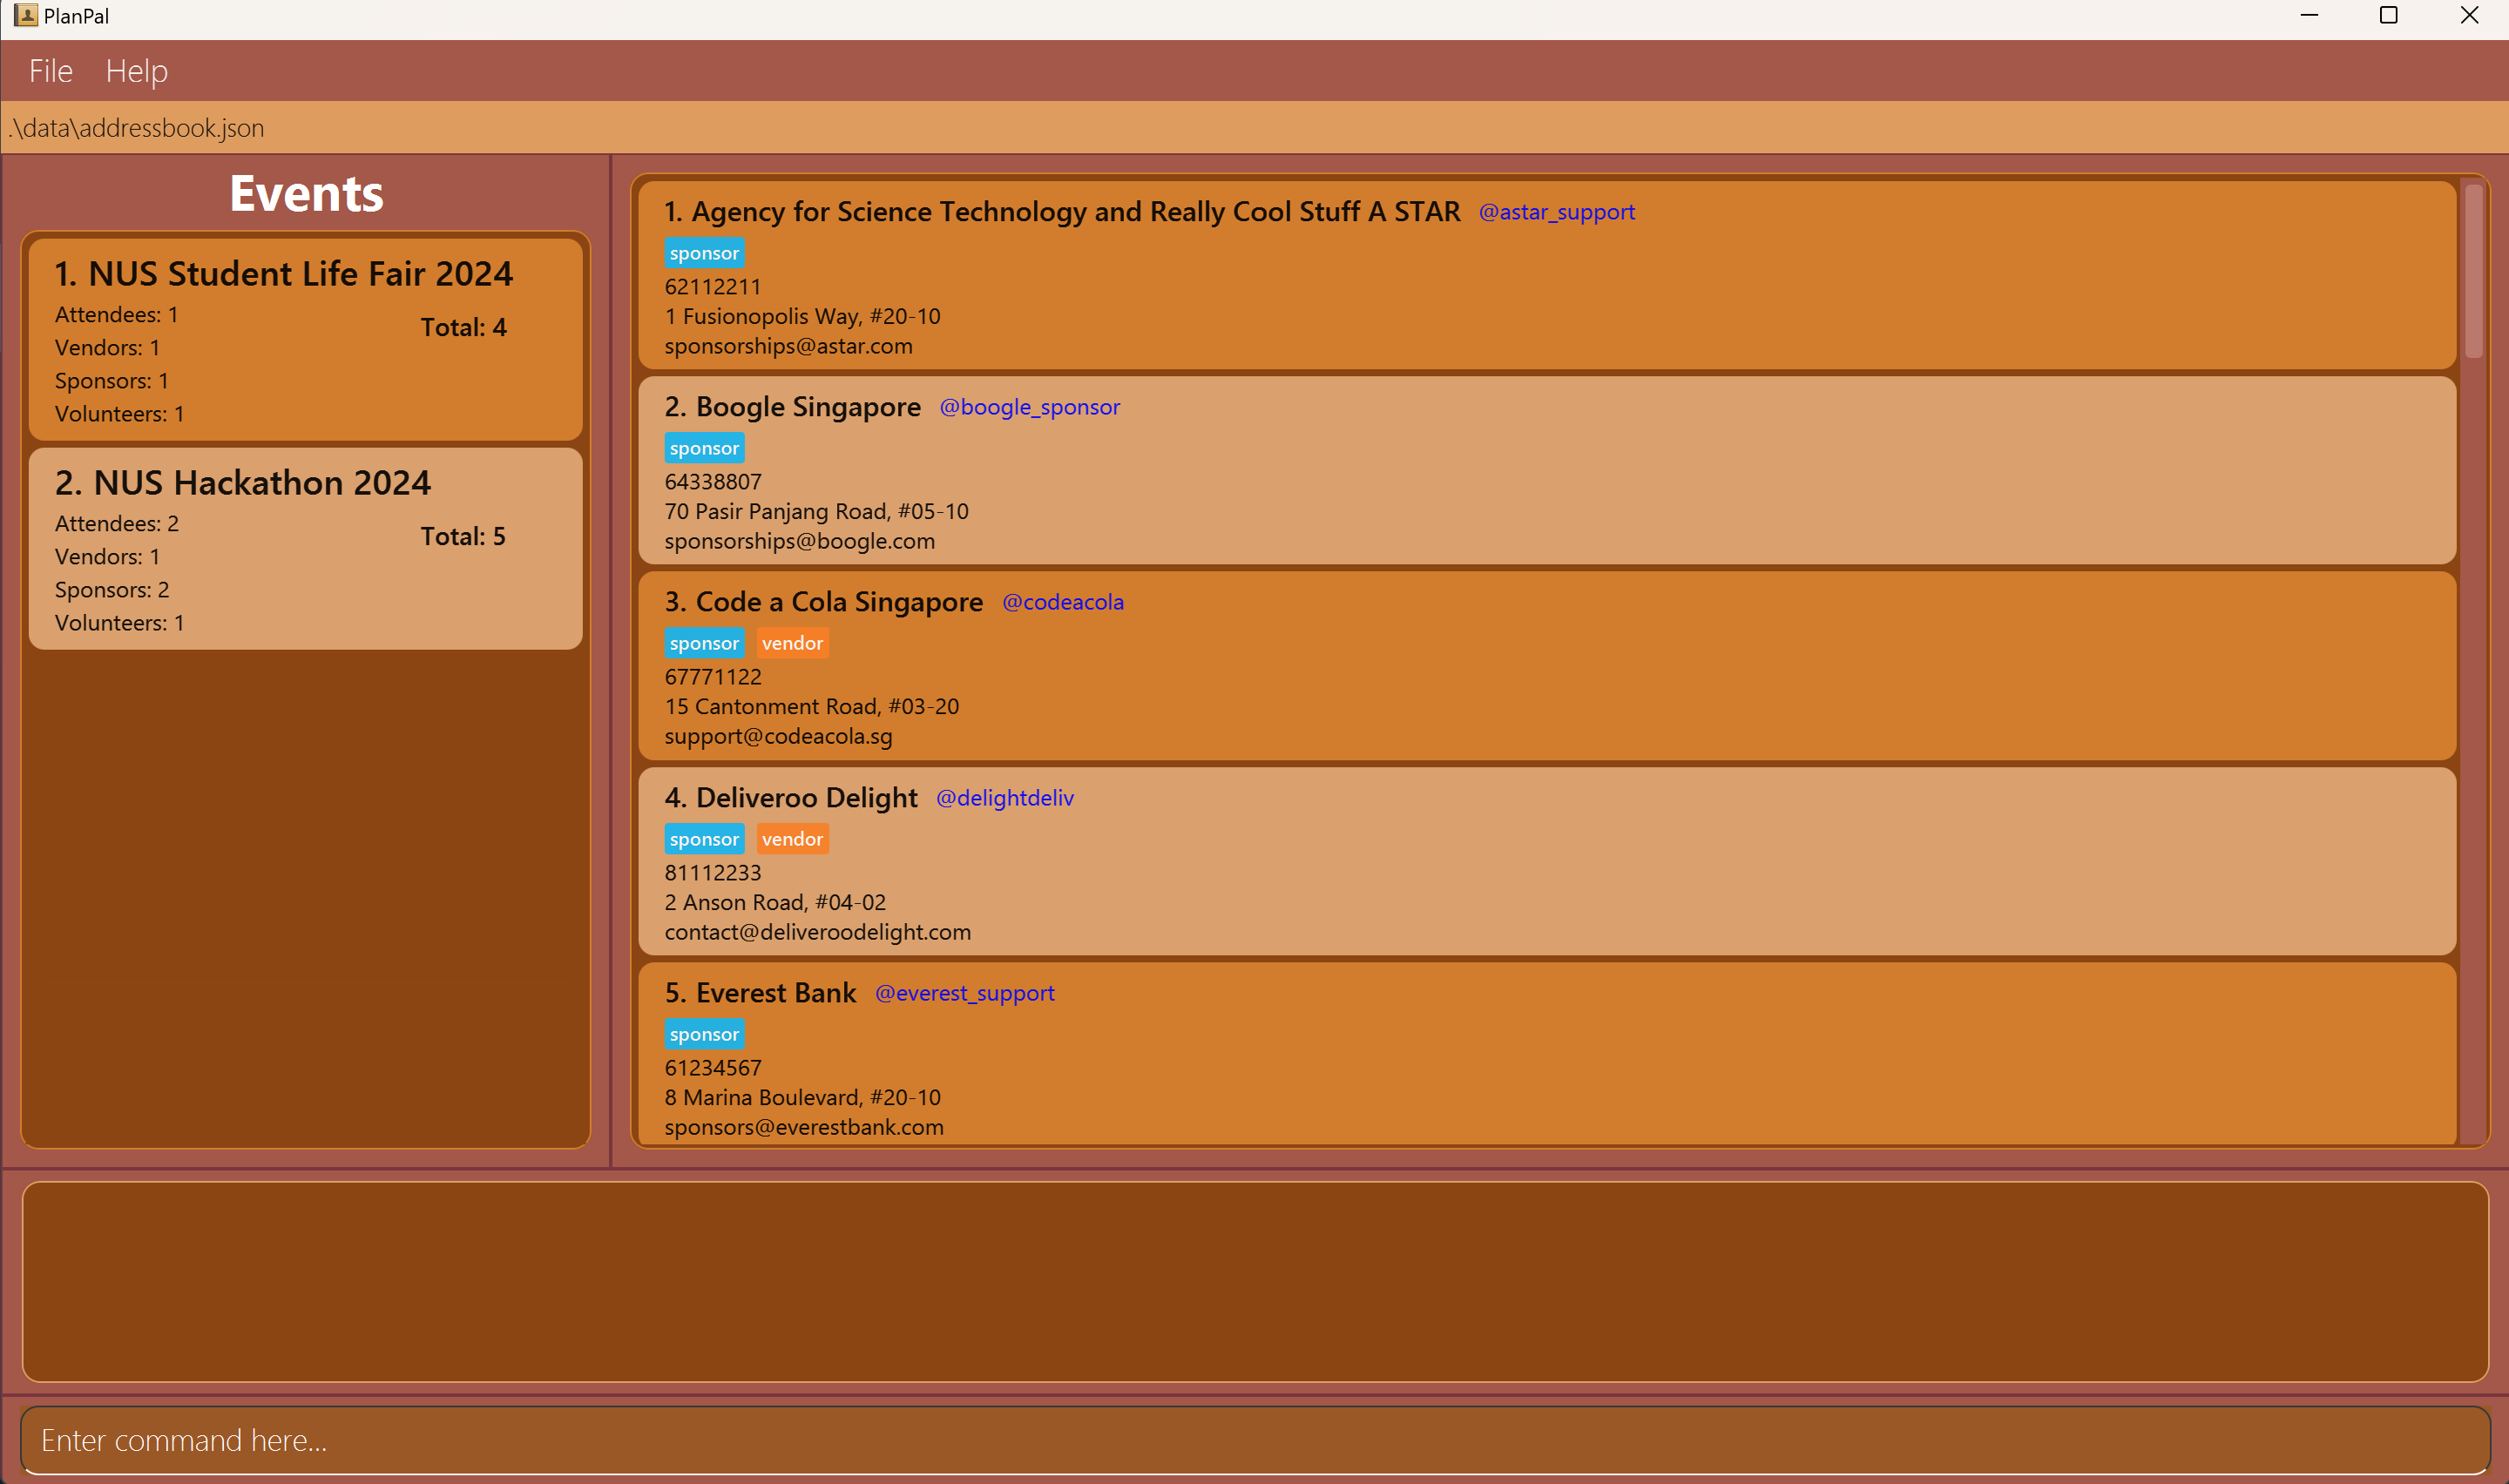 PlanPal
File Help
.\data\addressbook.json
Events
1. NUS Student Life Fair 2024
Attendees: 1
Total: 4
Vendors: 1
Sponsors: 1
Volunteers: 1
2. NUS Hackathon 2024
Attendees: 2
Total: 5
Vendors: 1
Sponsors: 2
Volunteers: 1
1. Agency for Science Technology and Really Cool Stuff A STAR @astar_support
sponsor
62112211
1 Fusionopolis Way, #20-10
sponsorships@astar.com
2. Boogle Singapore @boogle_sponsor
sponsor
64338807
70 Pasir Panjang Road, #05-10
sponsorships@boogle.com
3. Code a Cola Singapore @codeacola
sponsor vendor
67771122
15 Cantonment Road, #03-20
support@codeacola.sg
4. Deliveroo Delight @delightdeliv
sponsor vendor
81112233
2 Anson Road, #04-02
contact@deliveroodelight.com
5. Everest Bank @everest_support
sponsor
61234567
8 Marina Boulevard, #20-10
sponsors@everestbank.com
Enter command here...